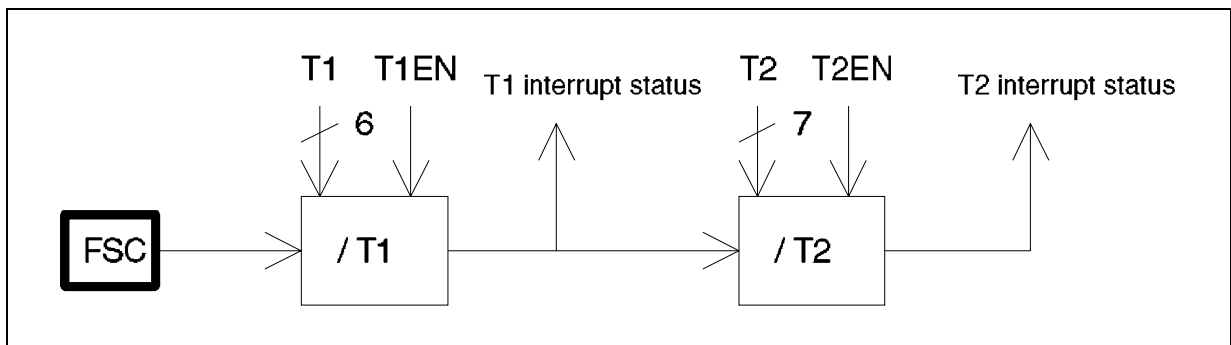 T1 T1EN T1 interrupt status T2 T2EN T2 interrupt status
6 7
FSC / T1 / T2